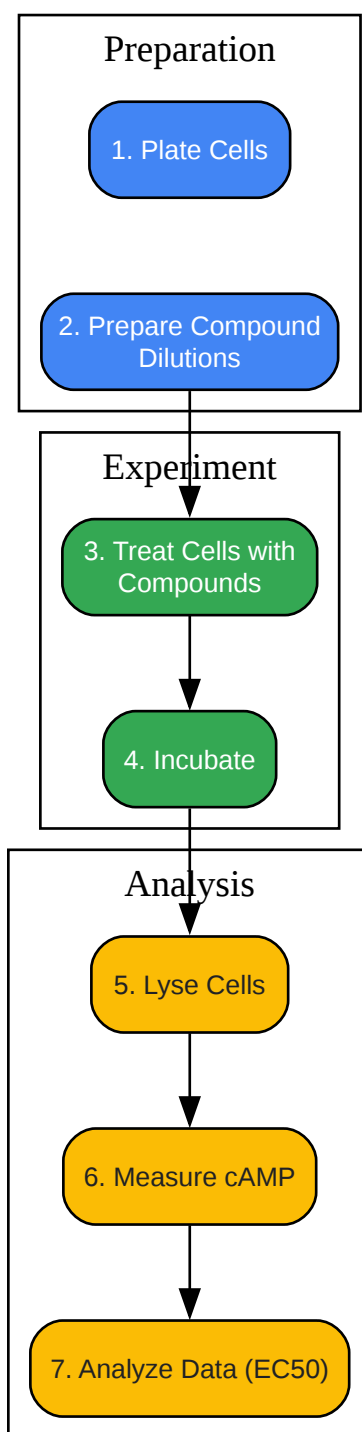 Preparation
1. Plate Cells
2. Prepare Compound
Dilutions
Experiment
3. Treat Cells with
Compounds
4. Incubate
Analysis
5. Lyse Cells
6. Measure cAMP
7. Analyze Data (EC50)